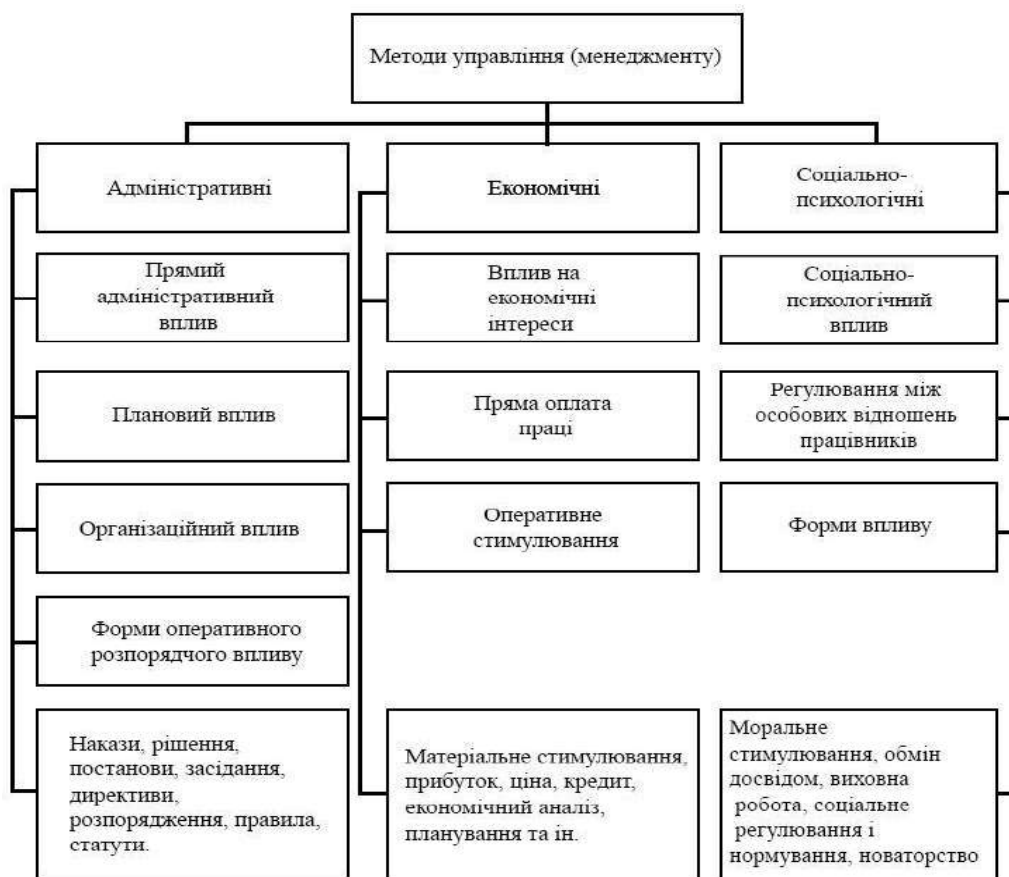 Методи управління (менеджменту)
Адміністративні
Економічні
Соціально-
психологічні
Прямий
адміністративний
вплив
Вплив на
економічні
інтереси
Соціально-
психологічний
вплив
Плановий вплив
Пряма оплата
праці
Регулювання між
особових відношень
працівників
Організаційний вплив
Оперативне
стимулювання
Форми впливу
Форми оперативного
розпорядчого впливу
Накази, рішення,
постанови, засідання,
директиви,
розпорядження, правила,
статути.
Матеріальне стимулювання,
прибуток, ціна, кредит,
економічний аналіз,
планування та ін.
Моральне
стимулювання, обмін
досвідом, виховна
робота, соціальне
регулювання і
нормування, новаторство